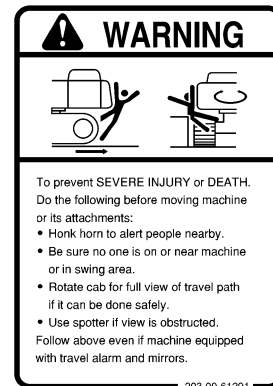 WARNING
To prevent SEVERE INJURY or DEATH.
Do the following before moving machine
or its attachments:
• Honk horn to alert people nearby.
• Be sure no one is on or near machine
or in swing area.
• Rotate cab for full view of travel path
if it can be done safely.
• Use spotter if view is obstructed.
Follow above even if machine equipped
with travel alarm and mirrors.
203-00-61291